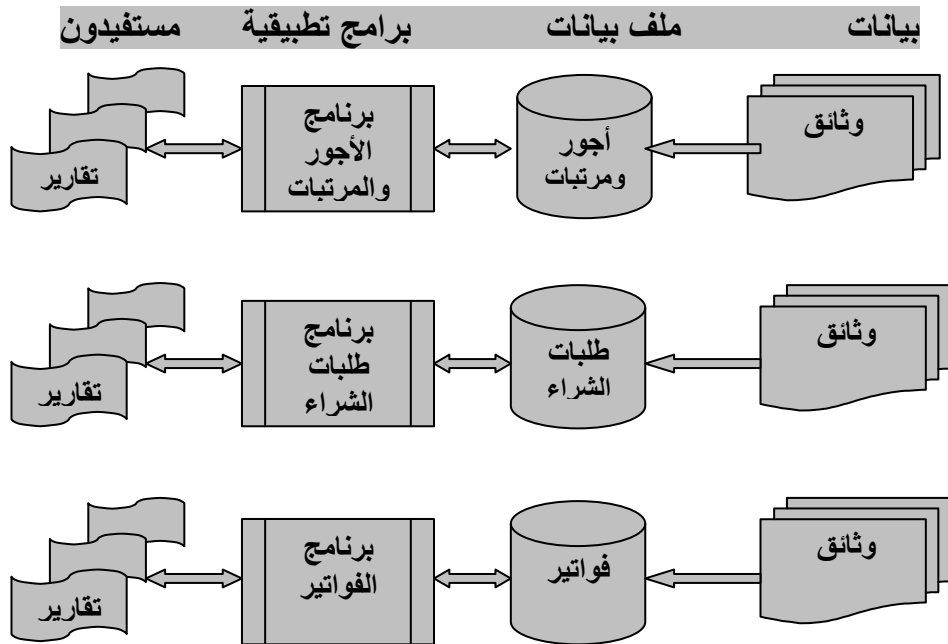 بيانات ملف بيانات برامج تطبيقية مستفيدون
وثائق
أجور
ومرتبات
برنامج
الأجور
والمرتبات
تقارير
وثائق
طلبات
الشراء
برنامج
طلبات
الشراء
تقارير
وثائق
فواتير
برنامج
الفواتير
تقارير